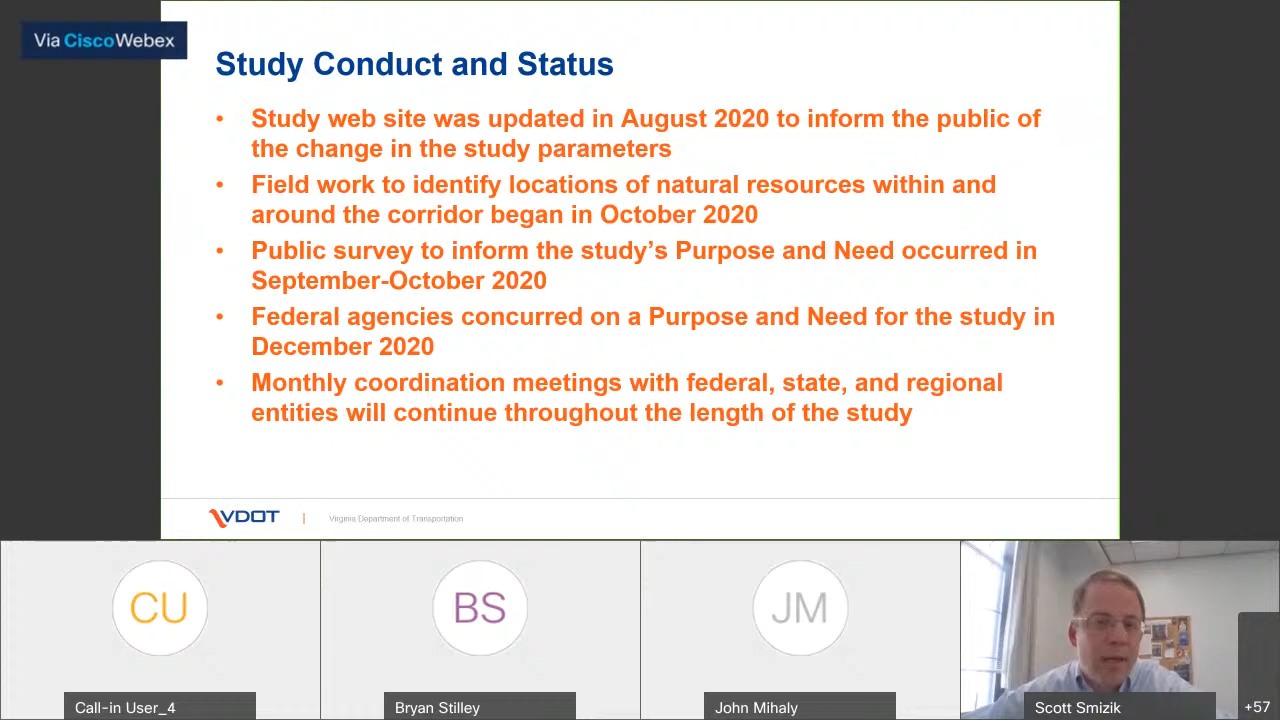 Via CiscoWebex
Study Conduct and Status
• Study web site was updated in August 2020 to inform the public of
the change in the study parameters
• Field work to identify locations of natural resources within and
around the corridor began in October 2020
• Public survey to inform the study’s Purpose and Need occurred in
September-October 2020
• Federal agencies concurred on a Purpose and Need for the study in
December 2020
• Monthly coordination meetings with federal, state, and regional
entities will continue throughout the length of the study
VDOT | Virginia Department of Transportation
CU
BS
JM
Call-in User_4
Bryan Stilley
John Mihaly
Scott Smizik
+57